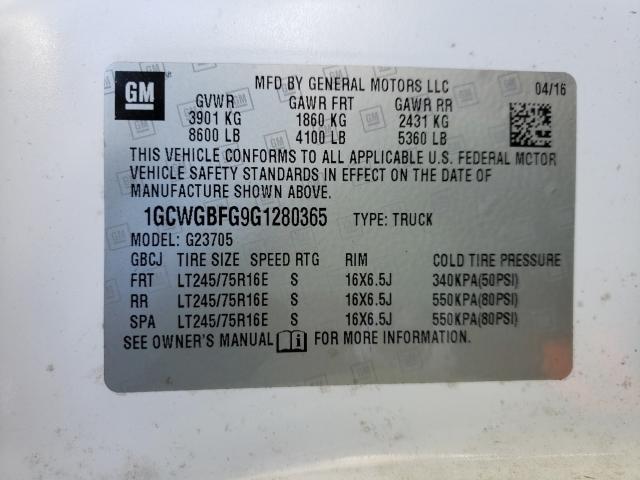 GM
MFD BY GENERAL MOTORS LLC 04/16
GVWR GAWR FRT GAWR RR
3901 KG 1860 KG 2431 KG
8600 LB 4100 LB 5360 LB
THIS VEHICLE CONFORMS TO ALL APPLICABLE U.S. FEDERAL MOTOR
VEHICLE SAFETY STANDARDS IN EFFECT ON THE DATE OF
MANUFACTURE SHOWN ABOVE.
1GCWGBFG9G1280365 TYPE: TRUCK
MODEL: G23705
GBCJ TIRE SIZE SPEED RTG RIM COLD TIRE PRESSURE
FRT LT245/75R16E S 16X6.5J 340KPA(50PSI)
RR LT245/75R16E S 16X6.5J 550KPA(80PSI)
SPA LT245/75R16E S 16X6.5J 550KPA(80PSI)
SEE OWNER'S MANUAL FOR MORE INFORMATION.